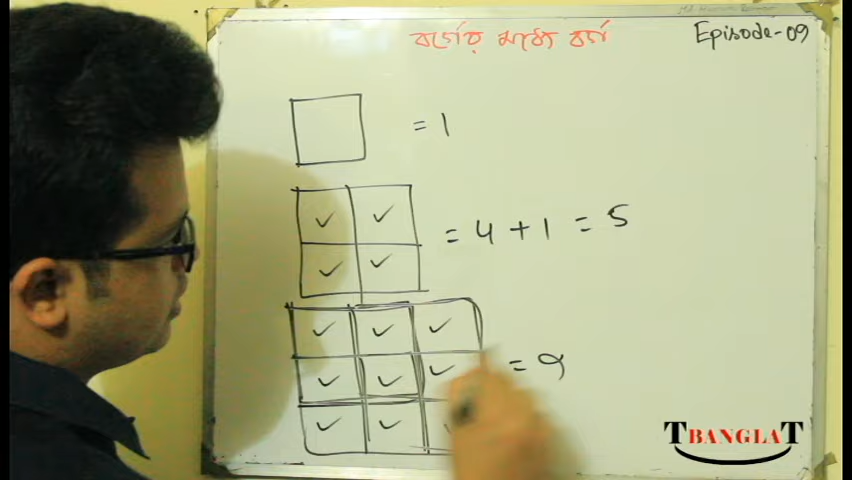 বর্গের মধ্যে বর্গ
Episode-09
= 1
= 4 + 1 = 5
= 9
TBANGLAT